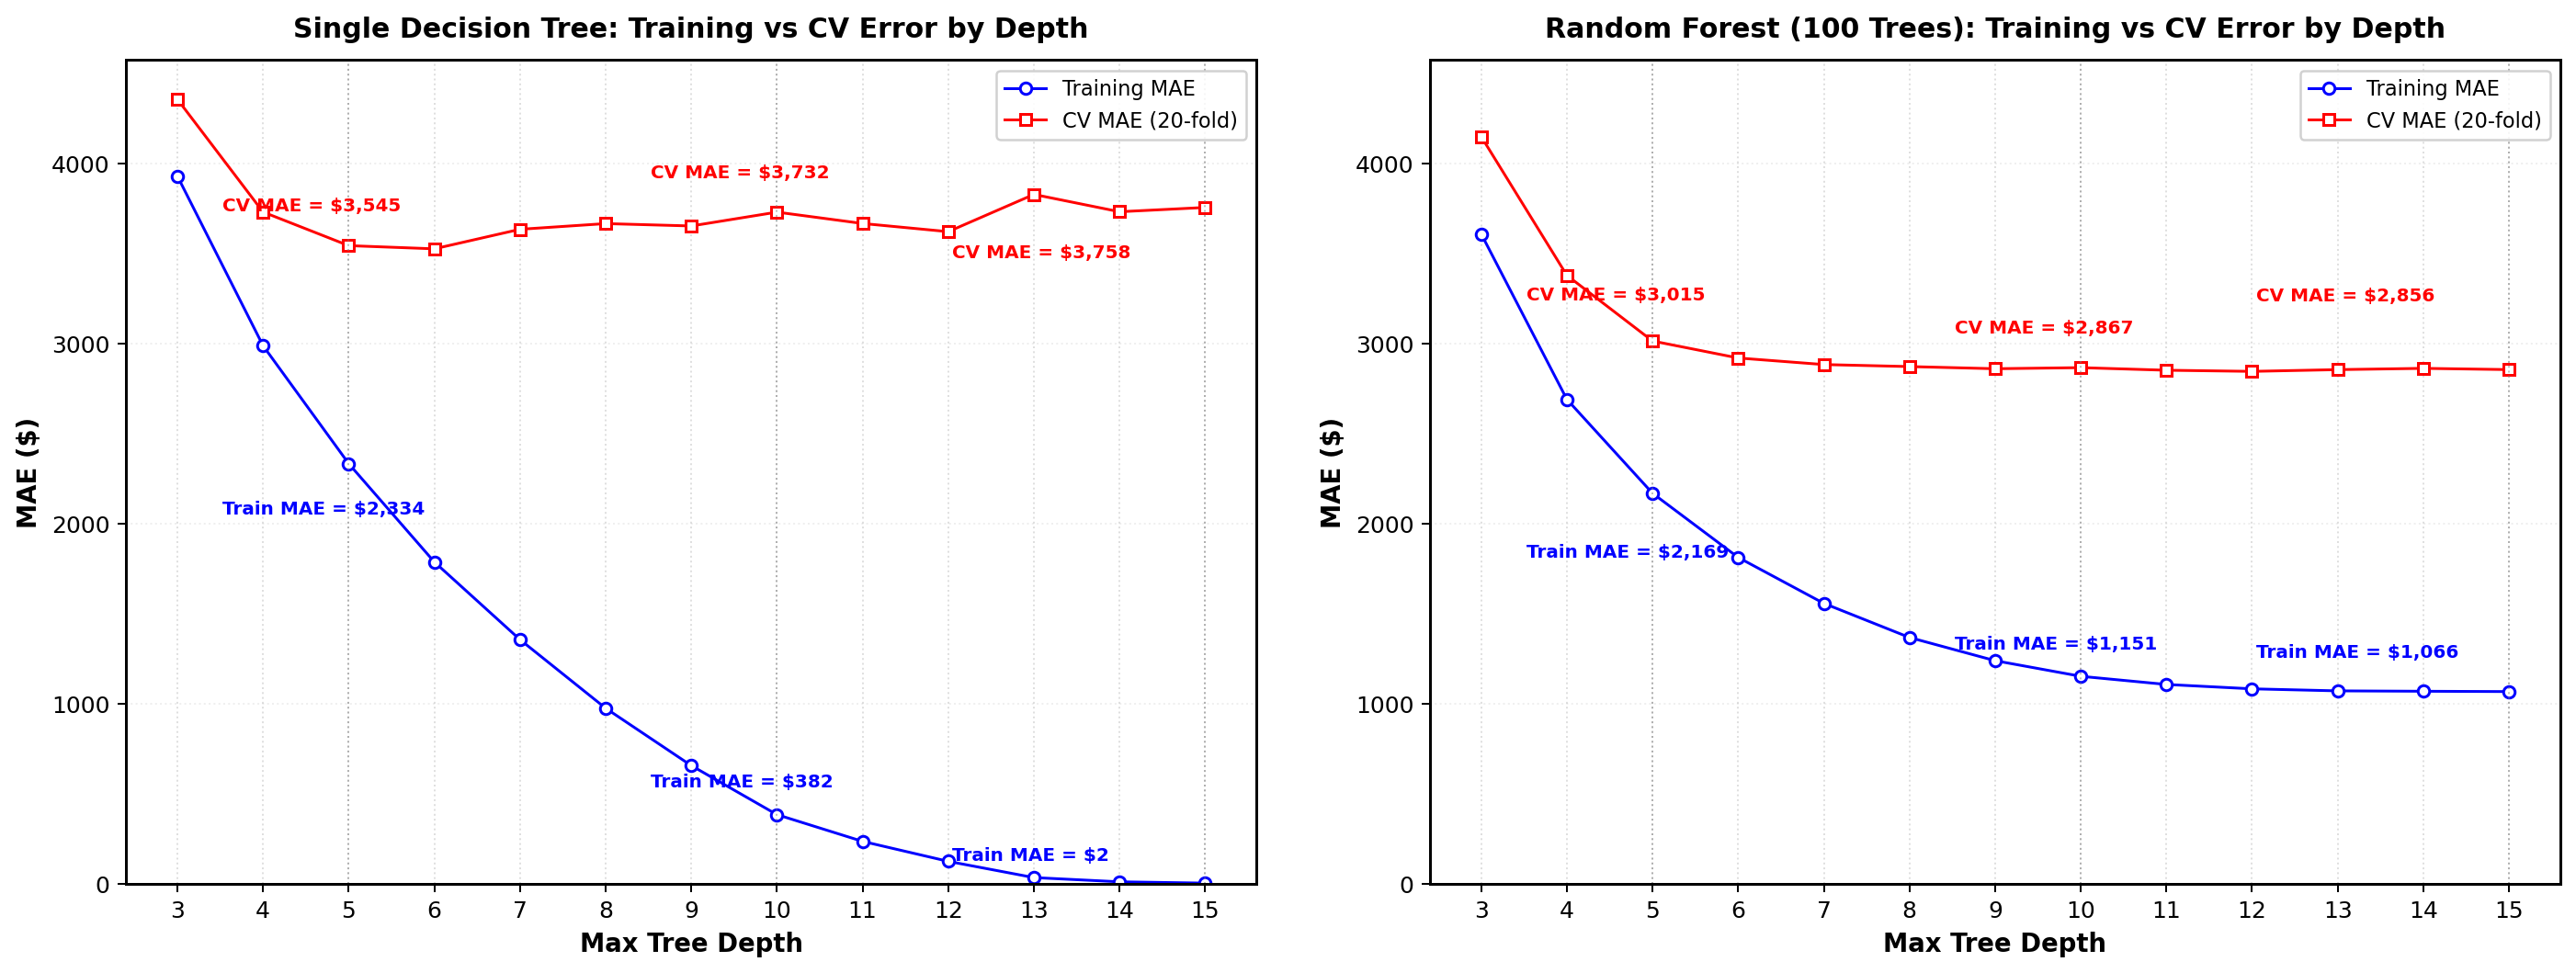 Single Decision Tree: Training vs CV Error by Depth
Training MAE
CV MAE (20-fold)
CV MAE = $3,545
CV MAE = $3,732
CV MAE = $3,758
Train MAE = $2,334
Train MAE = $382
Train MAE = $2
MAE ($)
4000
3000
2000
1000
0
3 4 5 6 7 8 9 10 11 12 13 14 15
Max Tree Depth
Random Forest (100 Trees): Training vs CV Error by Depth
Training MAE
CV MAE (20-fold)
CV MAE = $3,015
CV MAE = $2,867
CV MAE = $2,856
Train MAE = $2,169
Train MAE = $1,151
Train MAE = $1,066
MAE ($)
4000
3000
2000
1000
0
3 4 5 6 7 8 9 10 11 12 13 14 15
Max Tree Depth